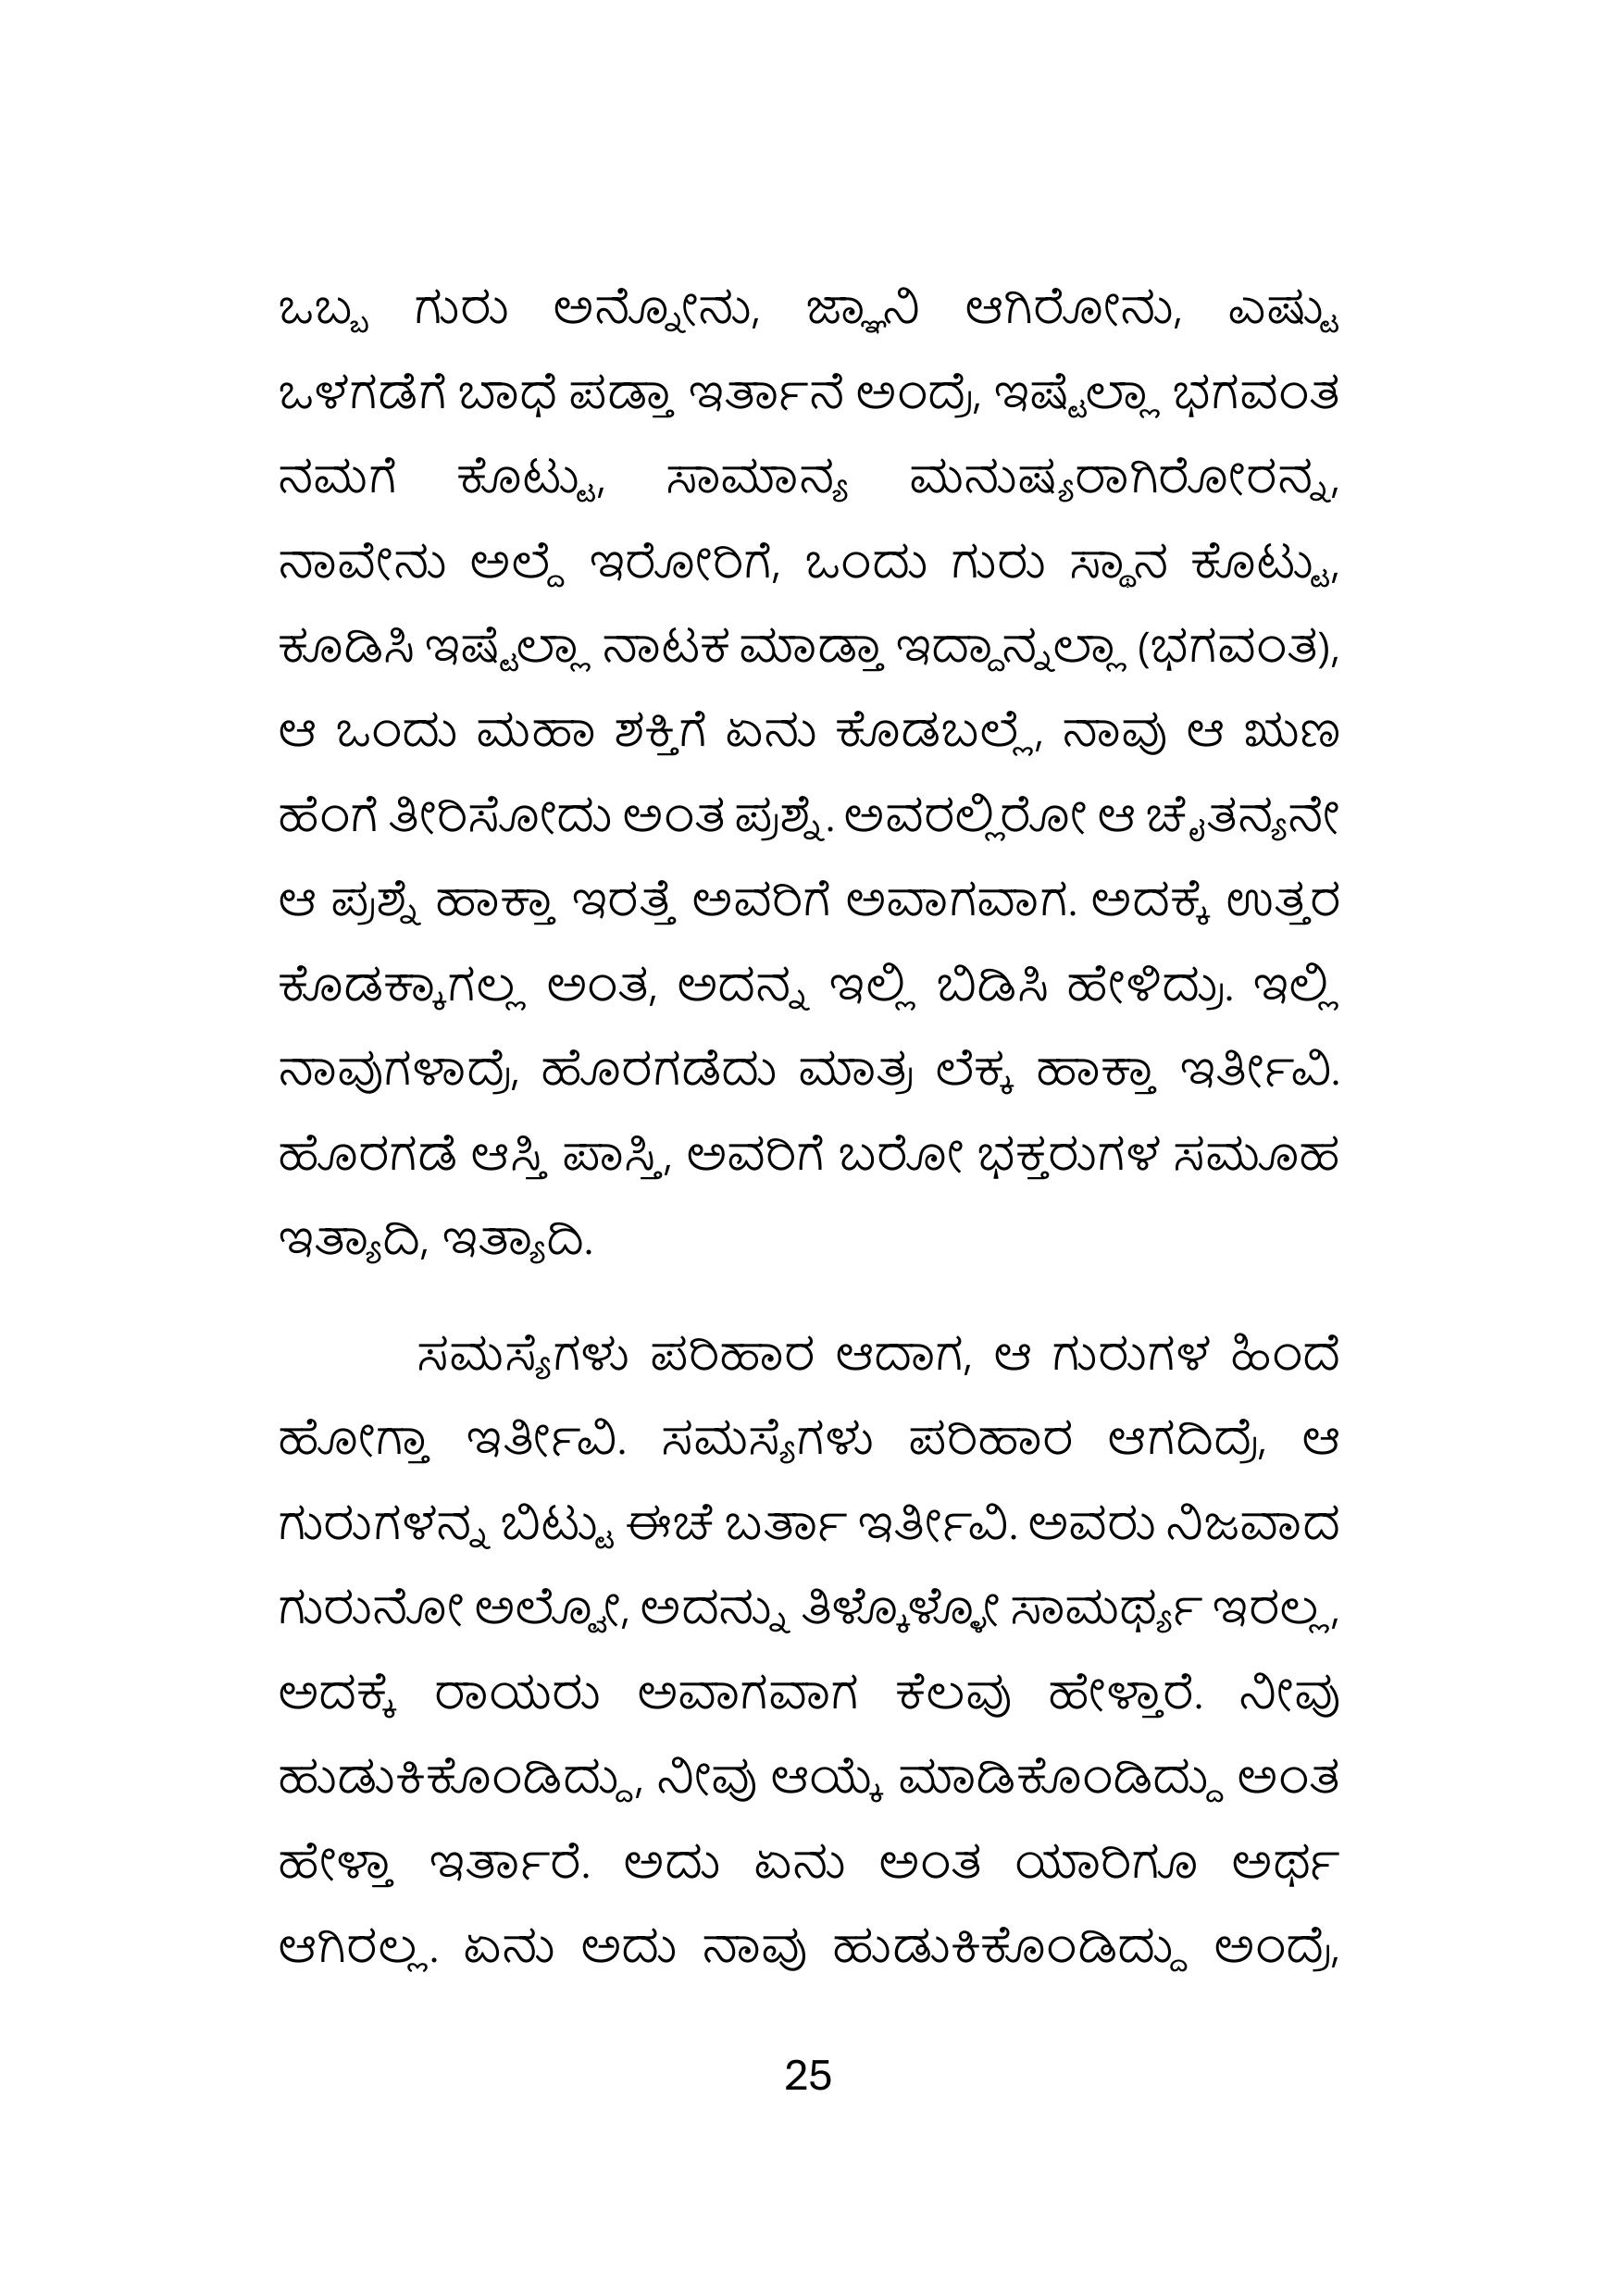 ಒಬ್ಬ ಗುರು ಅನ್ನೋನು, ಜ್ಞಾನಿ ಆಗಿರೋನು, ಎಷ್ಟು
ಒಳಗಡೆಗೆ ಬಾಧೆ ಪಡ್ತಾ ಇರ್ತಾನೆ ಅಂದ್ರೆ, ಇಷ್ಟೆಲ್ಲಾ ಭಗವಂತ
ನಮಗೆ ಕೊಟ್ಟು, ಸಾಮಾನ್ಯ ಮನುಷ್ಯರಾಗಿರೋರನ್ನ,
ನಾವೇನು ಅಲ್ದೆ ಇರೋರಿಗೆ, ಒಂದು ಗುರು ಸ್ಥಾನ ಕೊಟ್ಟು,
ಕೂಡಿಸಿ ಇಷ್ಟೆಲ್ಲಾ ನಾಟಕ ಮಾಡ್ತಾ ಇದ್ದಾನ್ನಲ್ಲಾ (ಭಗವಂತ),
ಆ ಒಂದು ಮಹಾ ಶಕ್ತಿಗೆ ಏನು ಕೊಡಬಲ್ಲೆ, ನಾವು ಆ ಋಣ
ಹೆಂಗೆ ತೀರಿಸೋದು ಅಂತ ಪ್ರಶ್ನೆ. ಅವರಲ್ಲಿರೋ ಆ ಚೈತನ್ಯನೇ
ಆ ಪ್ರಶ್ನೆ ಹಾಕ್ತಾ ಇರತ್ತೆ ಅವರಿಗೆ ಅವಾಗವಾಗ. ಅದಕ್ಕೆ ಉತ್ತರ
ಕೊಡಕ್ಕಾಗಲ್ಲ ಅಂತ, ಅದನ್ನ ಇಲ್ಲಿ ಬಿಡಿಸಿ ಹೇಳಿದ್ರು. ಇಲ್ಲಿ
ನಾವುಗಳಾದ್ರೆ, ಹೊರಗಡೆದು ಮಾತ್ರ ಲೆಕ್ಕ ಹಾಕ್ತಾ ಇರ್ತೀವಿ.
ಹೊರಗಡೆ ಆಸ್ತಿ ಪಾಸ್ತಿ, ಅವರಿಗೆ ಬರೋ ಭಕ್ತರುಗಳ ಸಮೂಹ
ಇತ್ಯಾದಿ, ಇತ್ಯಾದಿ.
ಸಮಸ್ಯೆಗಳು ಪರಿಹಾರ ಆದಾಗ, ಆ ಗುರುಗಳ ಹಿಂದೆ
ಹೋಗ್ತಾ ಇರ್ತೀವಿ. ಸಮಸ್ಯೆಗಳು ಪರಿಹಾರ ಆಗದಿದ್ರೆ, ಆ
ಗುರುಗಳನ್ನ ಬಿಟ್ಟು ಈಚೆ ಬರ್ತಾ ಇರ್ತೀವಿ. ಅವರು ನಿಜವಾದ
ಗುರುನೋ ಅಲ್ವೋ, ಅದನ್ನು ತಿಳ್ಕೊಳ್ಳೋ ಸಾಮರ್ಥ್ಯ ಇರಲ್ಲ,
ಅದಕ್ಕೆ ರಾಯರು ಅವಾಗವಾಗ ಕೆಲವು ಹೇಳ್ತಾರೆ. ನೀವು
ಹುಡುಕಿಕೊಂಡಿದ್ದು, ನೀವು ಆಯ್ಕೆ ಮಾಡಿಕೊಂಡಿದ್ದು ಅಂತ
ಹೇಳ್ತಾ ಇರ್ತಾರೆ. ಅದು ಏನು ಅಂತ ಯಾರಿಗೂ ಅರ್ಥ
ಆಗಿರಲ್ಲ. ಏನು ಅದು ನಾವು ಹುಡುಕಿಕೊಂಡಿದ್ದು ಅಂದ್ರೆ,
25